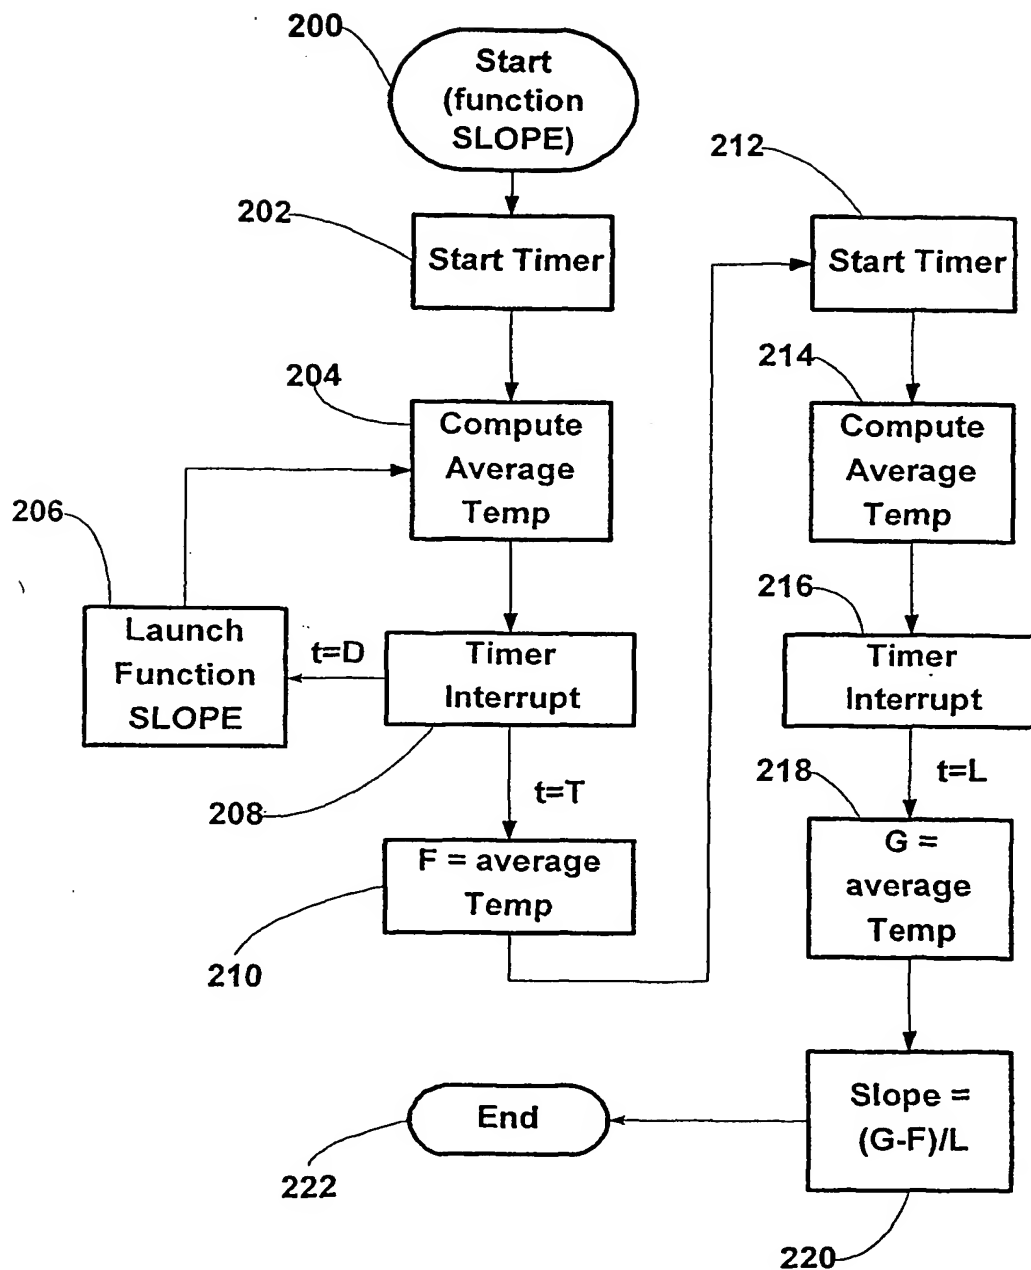 200
Start
(function
SLOPE)
202
Start Timer
204
Compute
Average
Temp
206
Launch
Function
SLOPE
t=D
Timer
Interrupt
208
t=T
F = average
Temp
210
212
Start Timer
214
Compute
Average
Temp
216
Timer
Interrupt
218
t=L
G =
average
Temp
Slope =
(G-F)/L
220
End
222